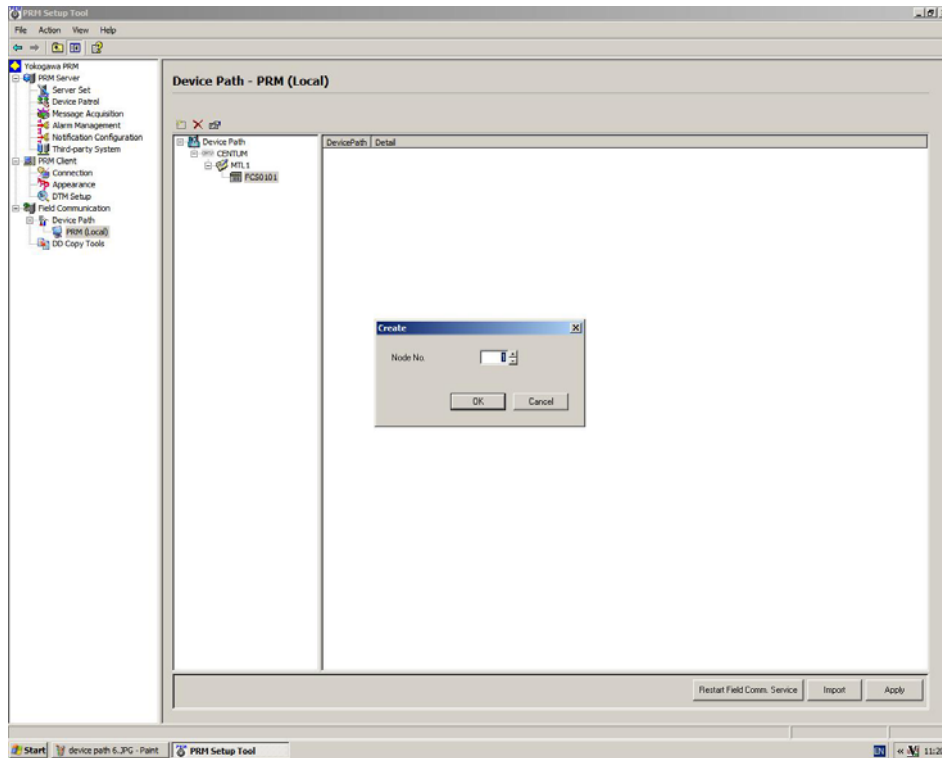 PRM Setup Tool
File Action View Help
Yokogawa PRM
PRM Server
Server Set
Device Patrol
Message Acquisition
Alarm Management
Notification Configuration
Third-party System
PRM Client
Connection
Appearance
DTM Setup
Field Communication
Device Path
PRM (Local)
DD Copy Tools
Device Path - PRM (Local)
Device Path
CENTUM
MTL1
FCS0101
DevicePath Detail
Create
Node No. 1
OK Cancel
Restart Field Comm. Service Import Apply
Start device path 6.JPG - Paint PRM Setup Tool EN « 11:20